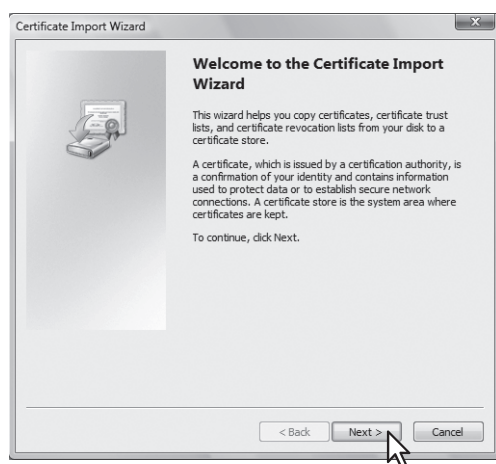 Certificate Import Wizard
Welcome to the Certificate Import
Wizard
This wizard helps you copy certificates, certificate trust
lists, and certificate revocation lists from your disk to a
certificate store.
A certificate, which is issued by a certification authority, is
a confirmation of your identity and contains information
used to protect data or to establish secure network
connections. A certificate store is the system area where
certificates are kept.
To continue, click Next.
< Back Next > Cancel